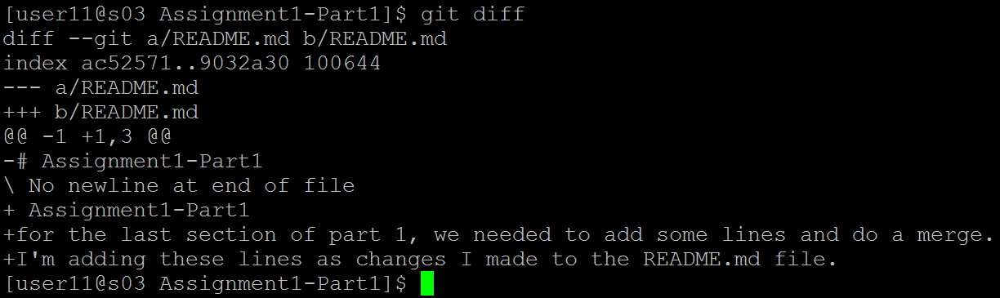 [user11@s03 Assignment1-Part1]$ git diff
diff --git a/README.md b/README.md
index ac52571..9032a30 100644
--- a/README.md
+++ b/README.md
@@ -1 +1,3 @@
-# Assignment1-Part1
\ No newline at end of file
+ Assignment1-Part1
+for the last section of part 1, we needed to add some lines and do a merge.
+I'm adding these lines as changes I made to the README.md file.
[user11@s03 Assignment1-Part1]$